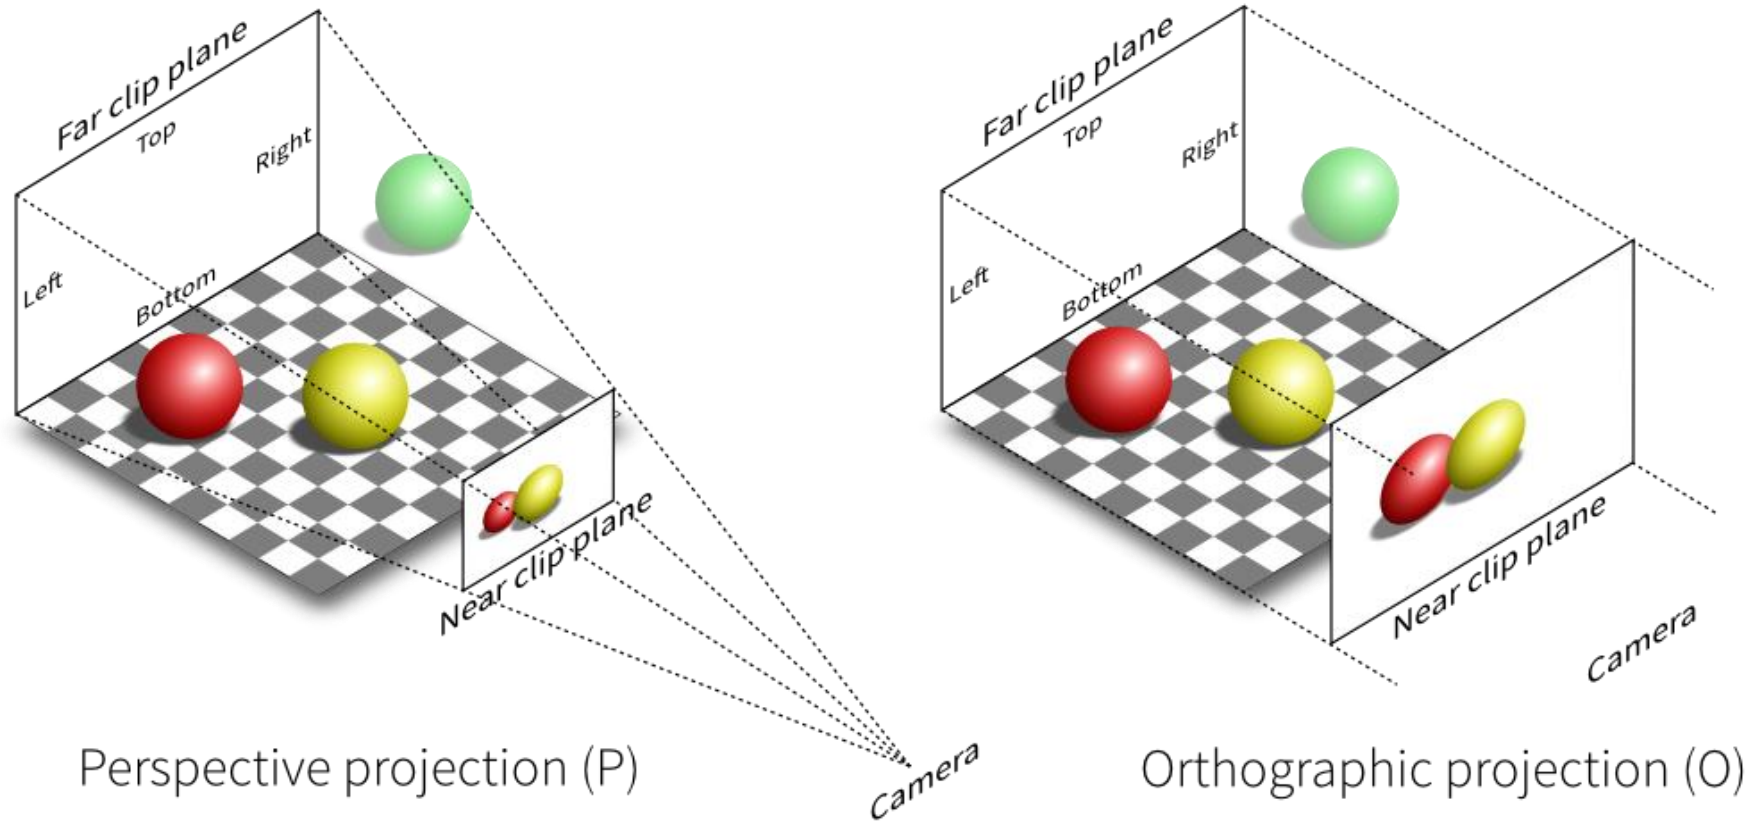 Far clip plane
Top
Right
Left
Bottom
Near clip plane
Camera
Perspective projection (P)
Far clip plane
Top
Right
Left
Bottom
Near clip plane
Camera
Orthographic projection (O)